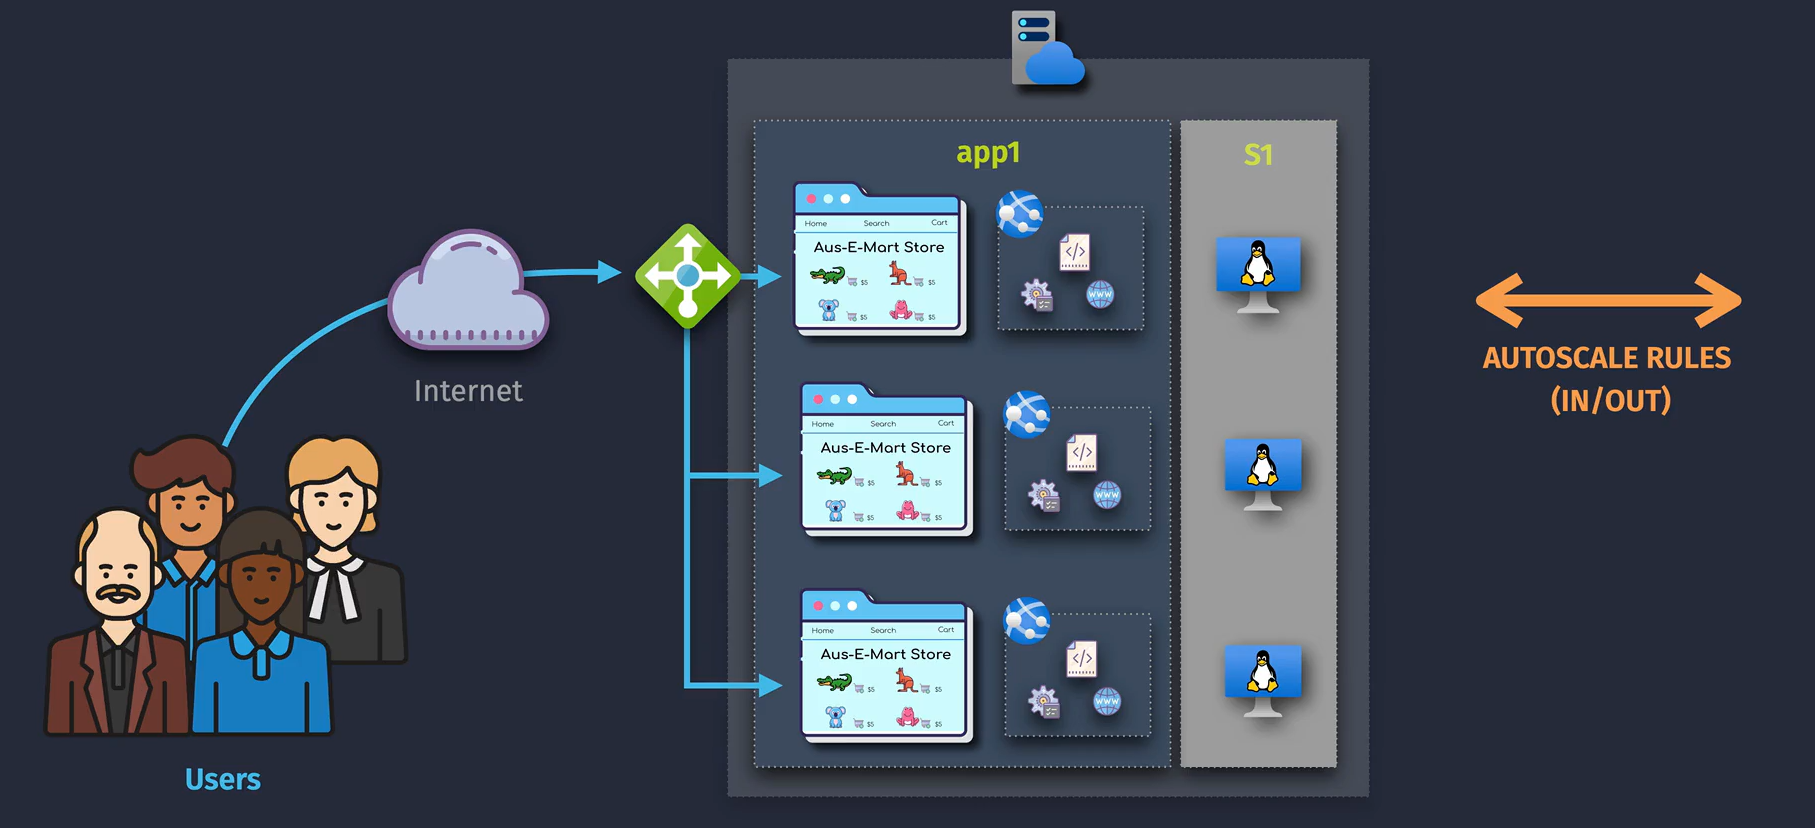 app1
S1
Home Search Cart
Aus-E-Mart Store
$5 $5
$5 $5
</>
WWW
Internet
AUTOSCALE RULES
(IN/OUT)
Home Search Cart
Aus-E-Mart Store
$5 $5
$5 $5
</>
WWW
Home Search Cart
Aus-E-Mart Store
$5 $5
$5 $5
</>
WWW
Users